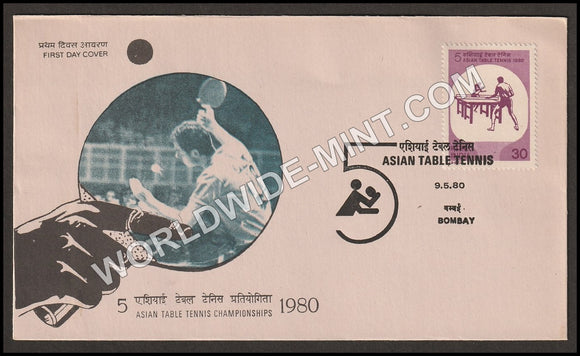 प्रथम दिवस आवरण
FIRST DAY COVER
5 एशियाई टेबल टेनिस
ASIAN TABLE TENNIS 1980
30
5 एशियाई टेबल टेनिस
ASIAN TABLE TENNIS
9.5.80
बम्बई
BOMBAY
5 एशियाई टेबल टेनिस प्रतियोगिता 1980
ASIAN TABLE TENNIS CHAMPIONSHIPS
WORLDWIDE-MINT.COM